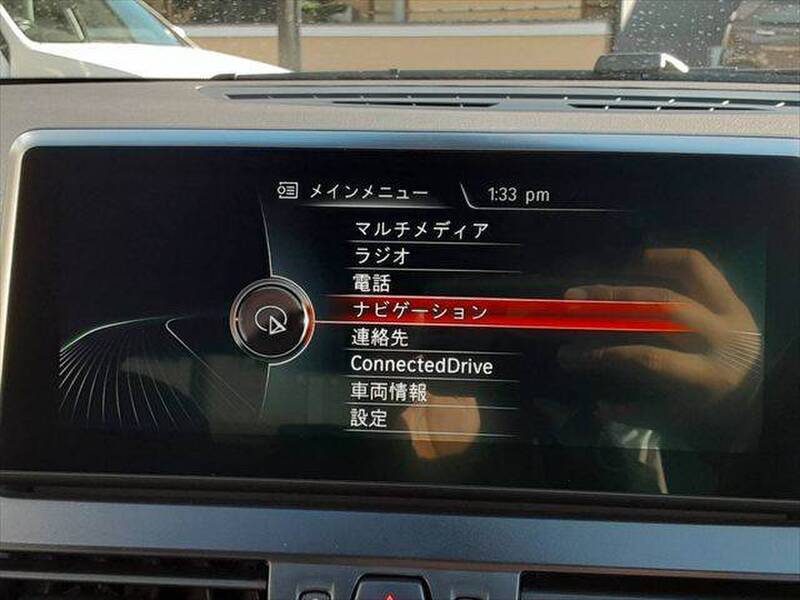 メインメニュー 1:33 pm
マルチメディア
ラジオ
電話
ナビゲーション
連絡先
ConnectedDrive
車両情報
設定